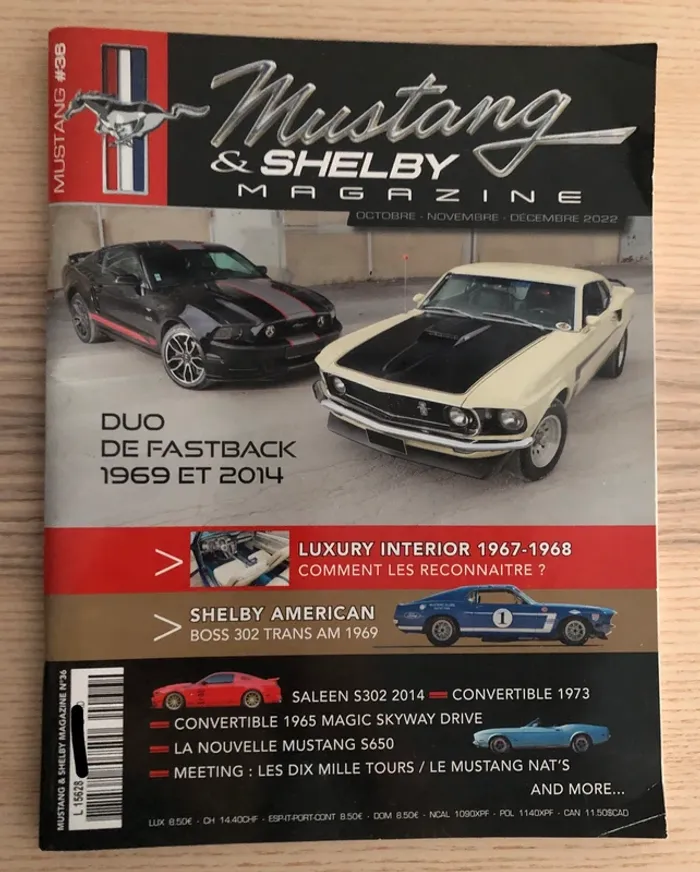 MUSTANG #36
Mustang
& SHELBY
MAGAZINE
OCTOBRE - NOVEMBRE - DÉCEMBRE 2022
DUO
DE FASTBACK
1969 ET 2014
LUXURY INTERIOR 1967-1968
COMMENT LES RECONNAITRE ?
SHELBY AMERICAN
BOSS 302 TRANS AM 1969
1
SALEEN S302 2014 CONVERTIBLE 1973
CONVERTIBLE 1965 MAGIC SKYWAY DRIVE
LA NOUVELLE MUSTANG S650
MEETING : LES DIX MILLE TOURS / LE MUSTANG NAT'S
AND MORE...
MUSTANG & SHELBY MAGAZINE N°36
L 15628
LUX 8.50€ - CH 14.40CHF - ESP-IT-PORT-CONT 8.50€ - DOM 8.50€ - NCAL 1090XPF - POL 1140XPF - CAN 11.50$CAD